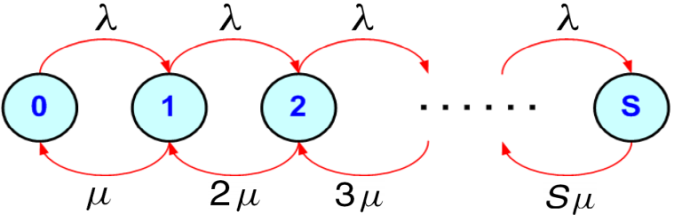 λ λ λ λ
0 1 2 ...... S
μ 2μ 3μ Sμ